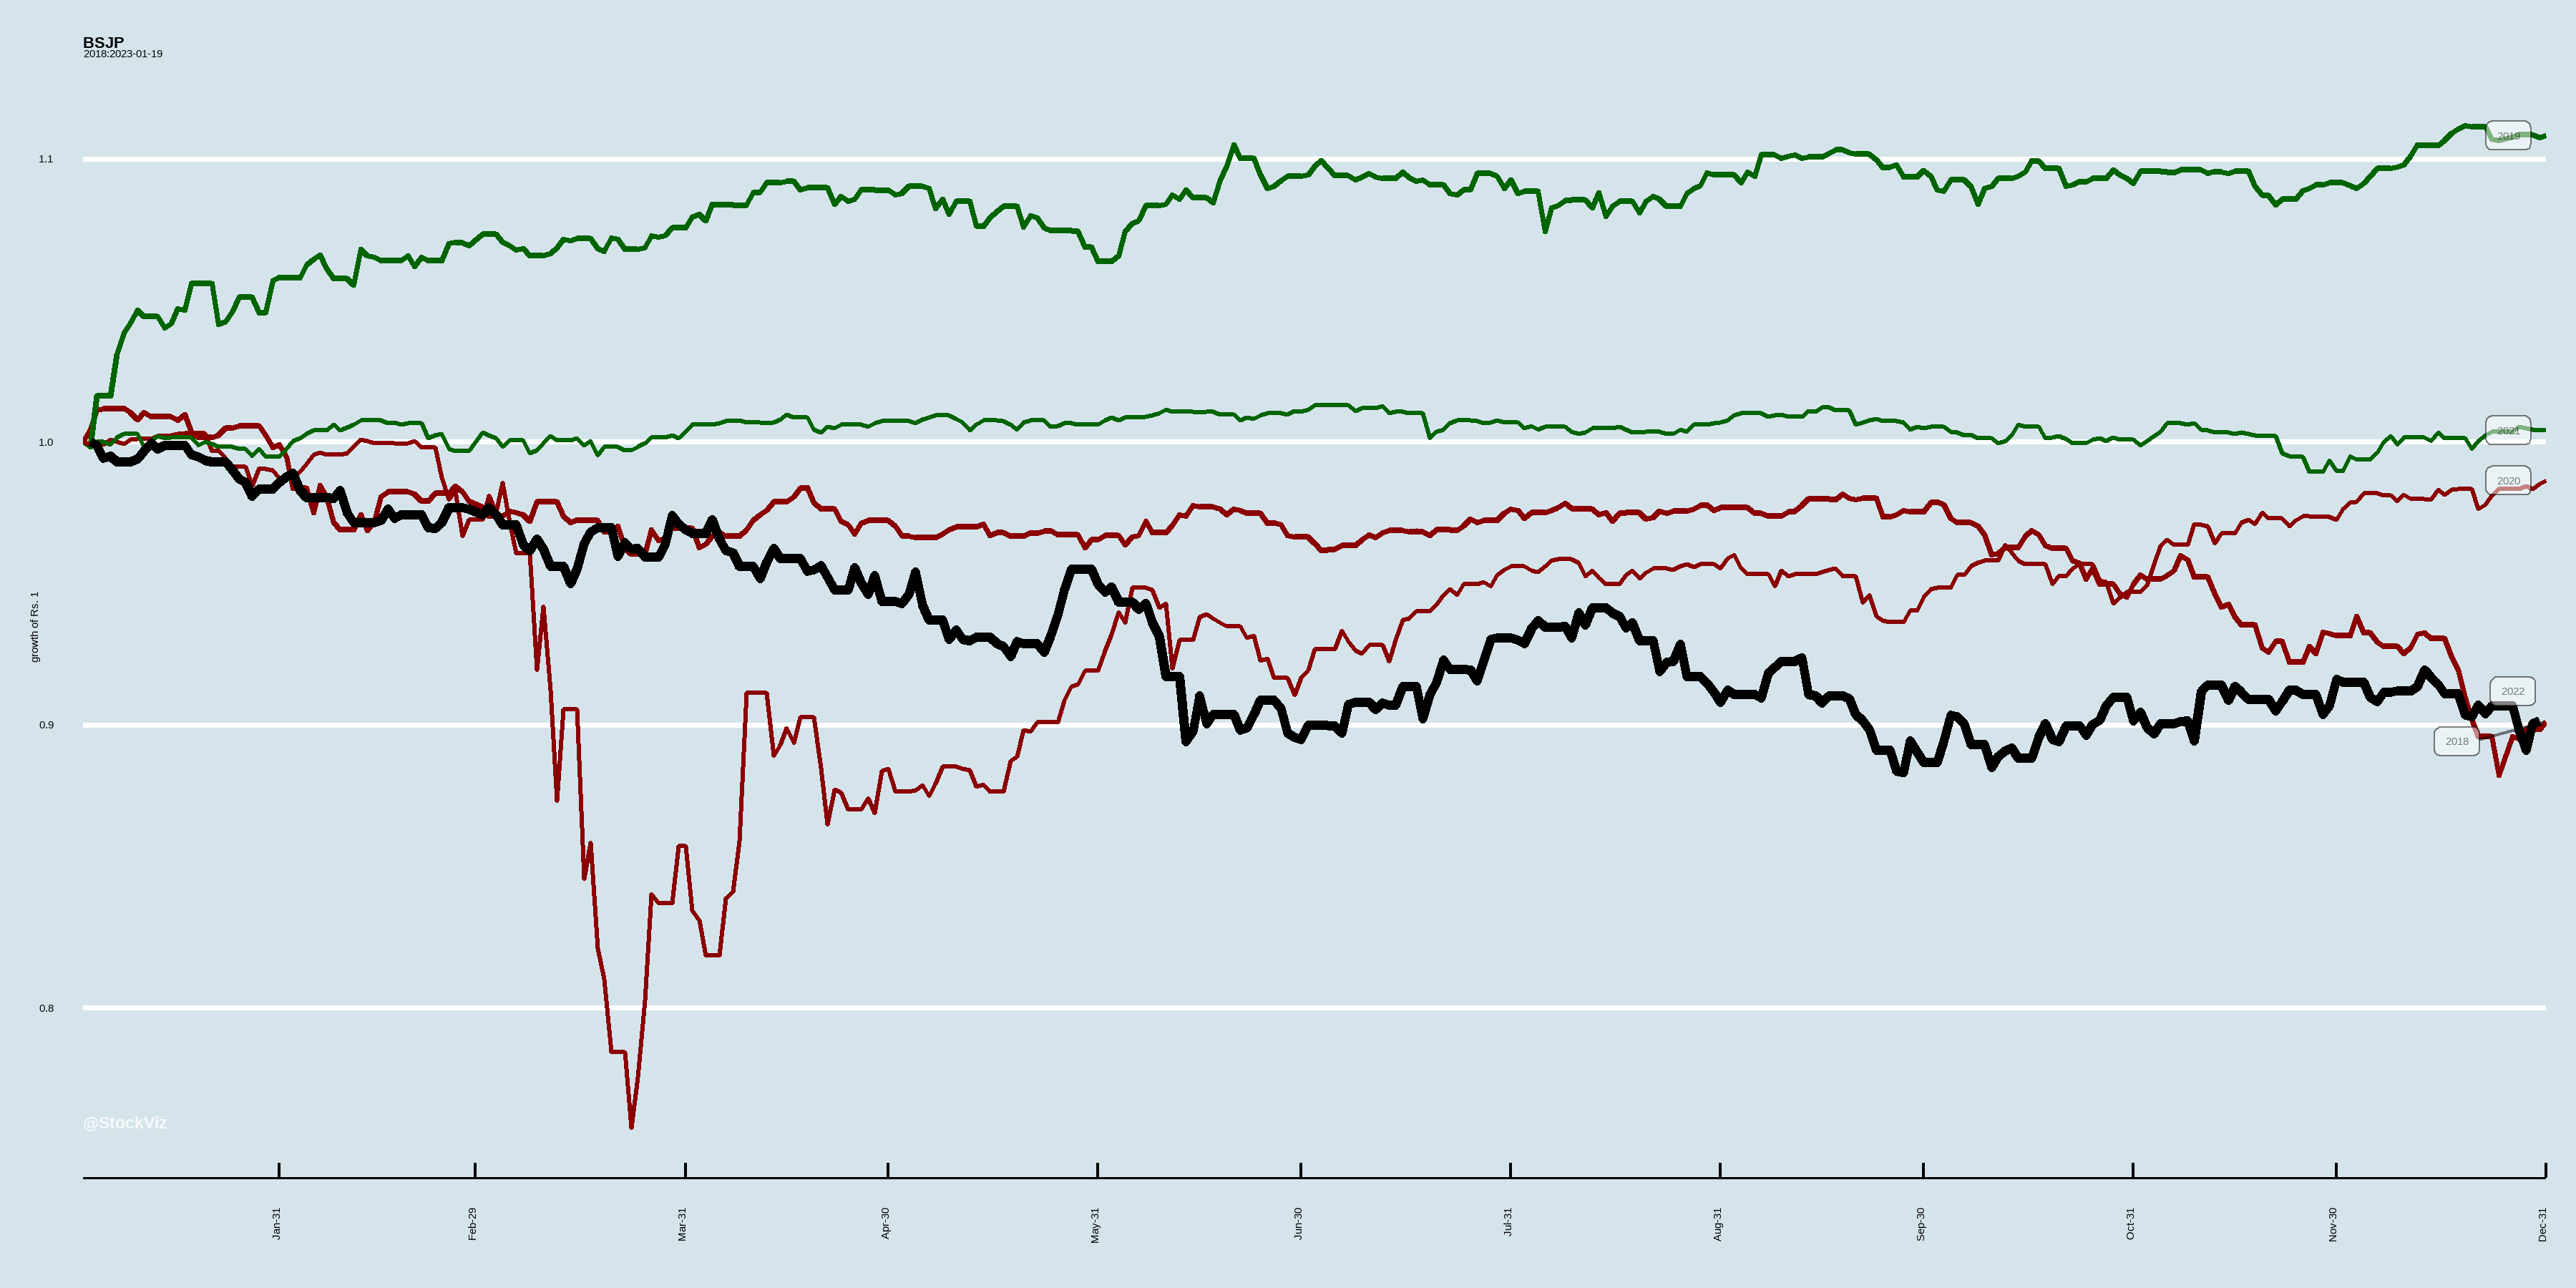 BSJP
2018:2023-01-19
1.1
1.0
0.9
0.8
growth of Rs. 1
2019
2021
2020
2022
2018
@StockViz
Jan-31
Feb-29
Mar-31
Apr-30
May-31
Jun-30
Jul-31
Aug-31
Sep-30
Oct-31
Nov-30
Dec-31